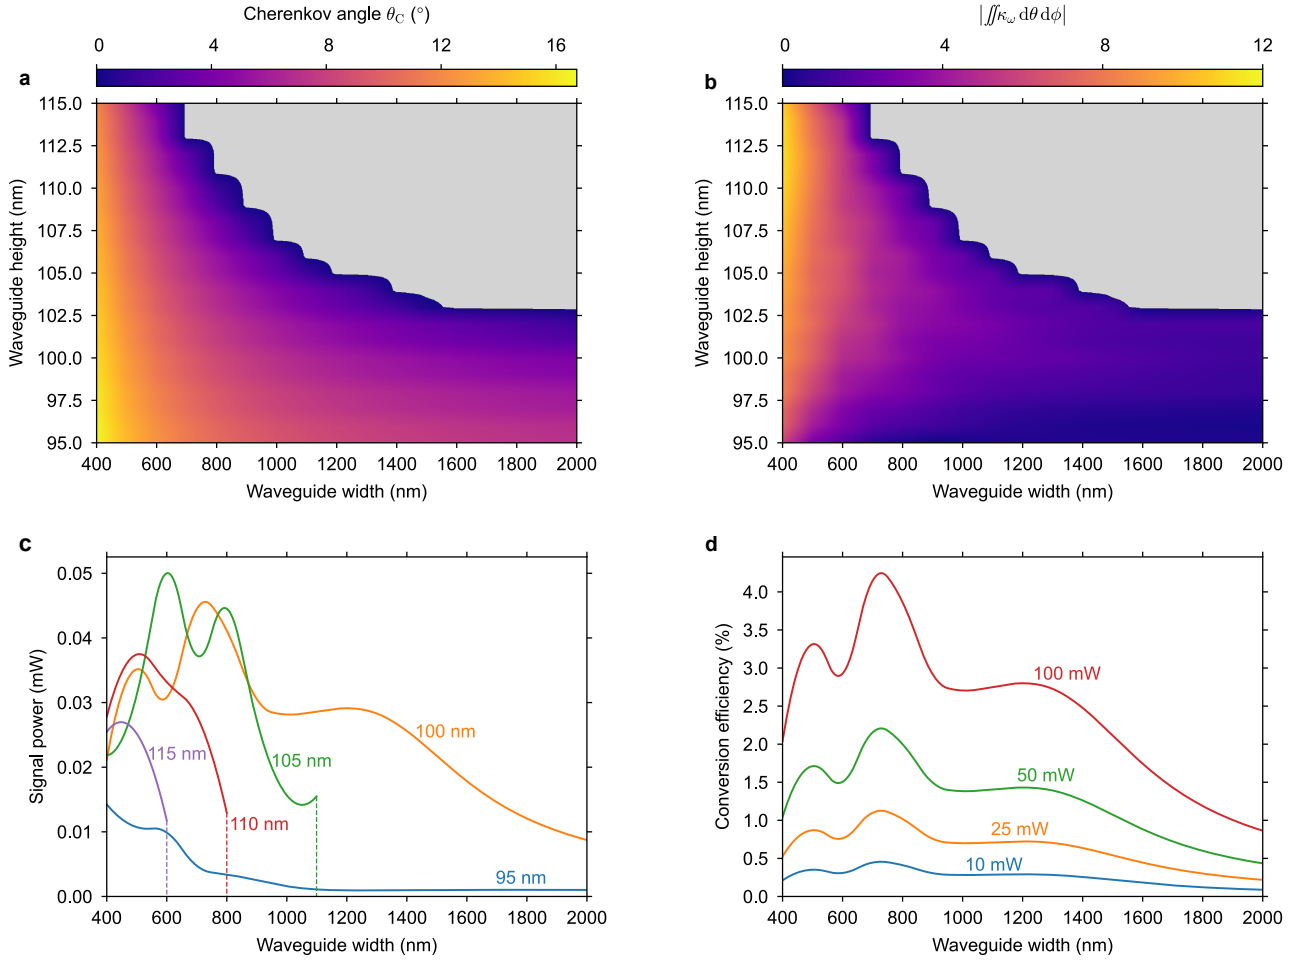 Cherenkov angle θ_C (°)
0 4 8 12 16
a
115.0
112.5
110.0
107.5
105.0
102.5
100.0
97.5
95.0
Waveguide height (nm)
400 600 800 1000 1200 1400 1600 1800 2000
Waveguide width (nm)
|∬κ_ω dθ dϕ|
0 4 8 12
b
115.0
112.5
110.0
107.5
105.0
102.5
100.0
97.5
95.0
Waveguide height (nm)
400 600 800 1000 1200 1400 1600 1800 2000
Waveguide width (nm)
c
0.05
0.04
0.03
0.02
0.01
0.00
Signal power (mW)
115 nm
110 nm
105 nm
100 nm
95 nm
400 600 800 1000 1200 1400 1600 1800 2000
Waveguide width (nm)
d
4.0
3.5
3.0
2.5
2.0
1.5
1.0
0.5
0.0
Conversion efficiency (%)
100 mW
50 mW
25 mW
10 mW
400 600 800 1000 1200 1400 1600 1800 2000
Waveguide width (nm)